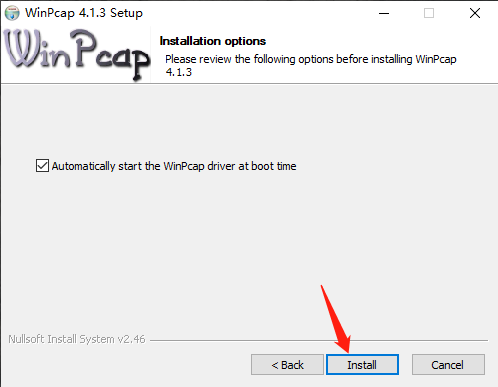 WinPcap 4.1.3 Setup
WinPcap
Installation options
Please review the following options before installing WinPcap
4.1.3
Automatically start the WinPcap driver at boot time
Nullsoft Install System v2.46
< Back
Install
Cancel